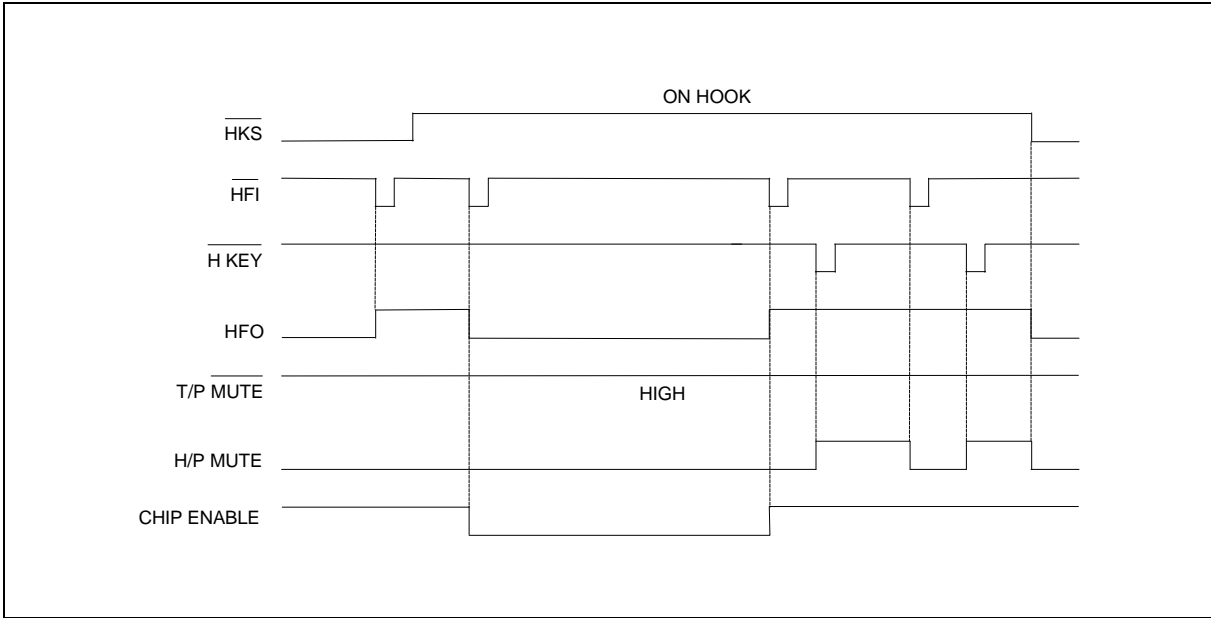 ON HOOK
HKS
HFI
H KEY
HFO
T/P MUTE
HIGH
H/P MUTE
CHIP ENABLE